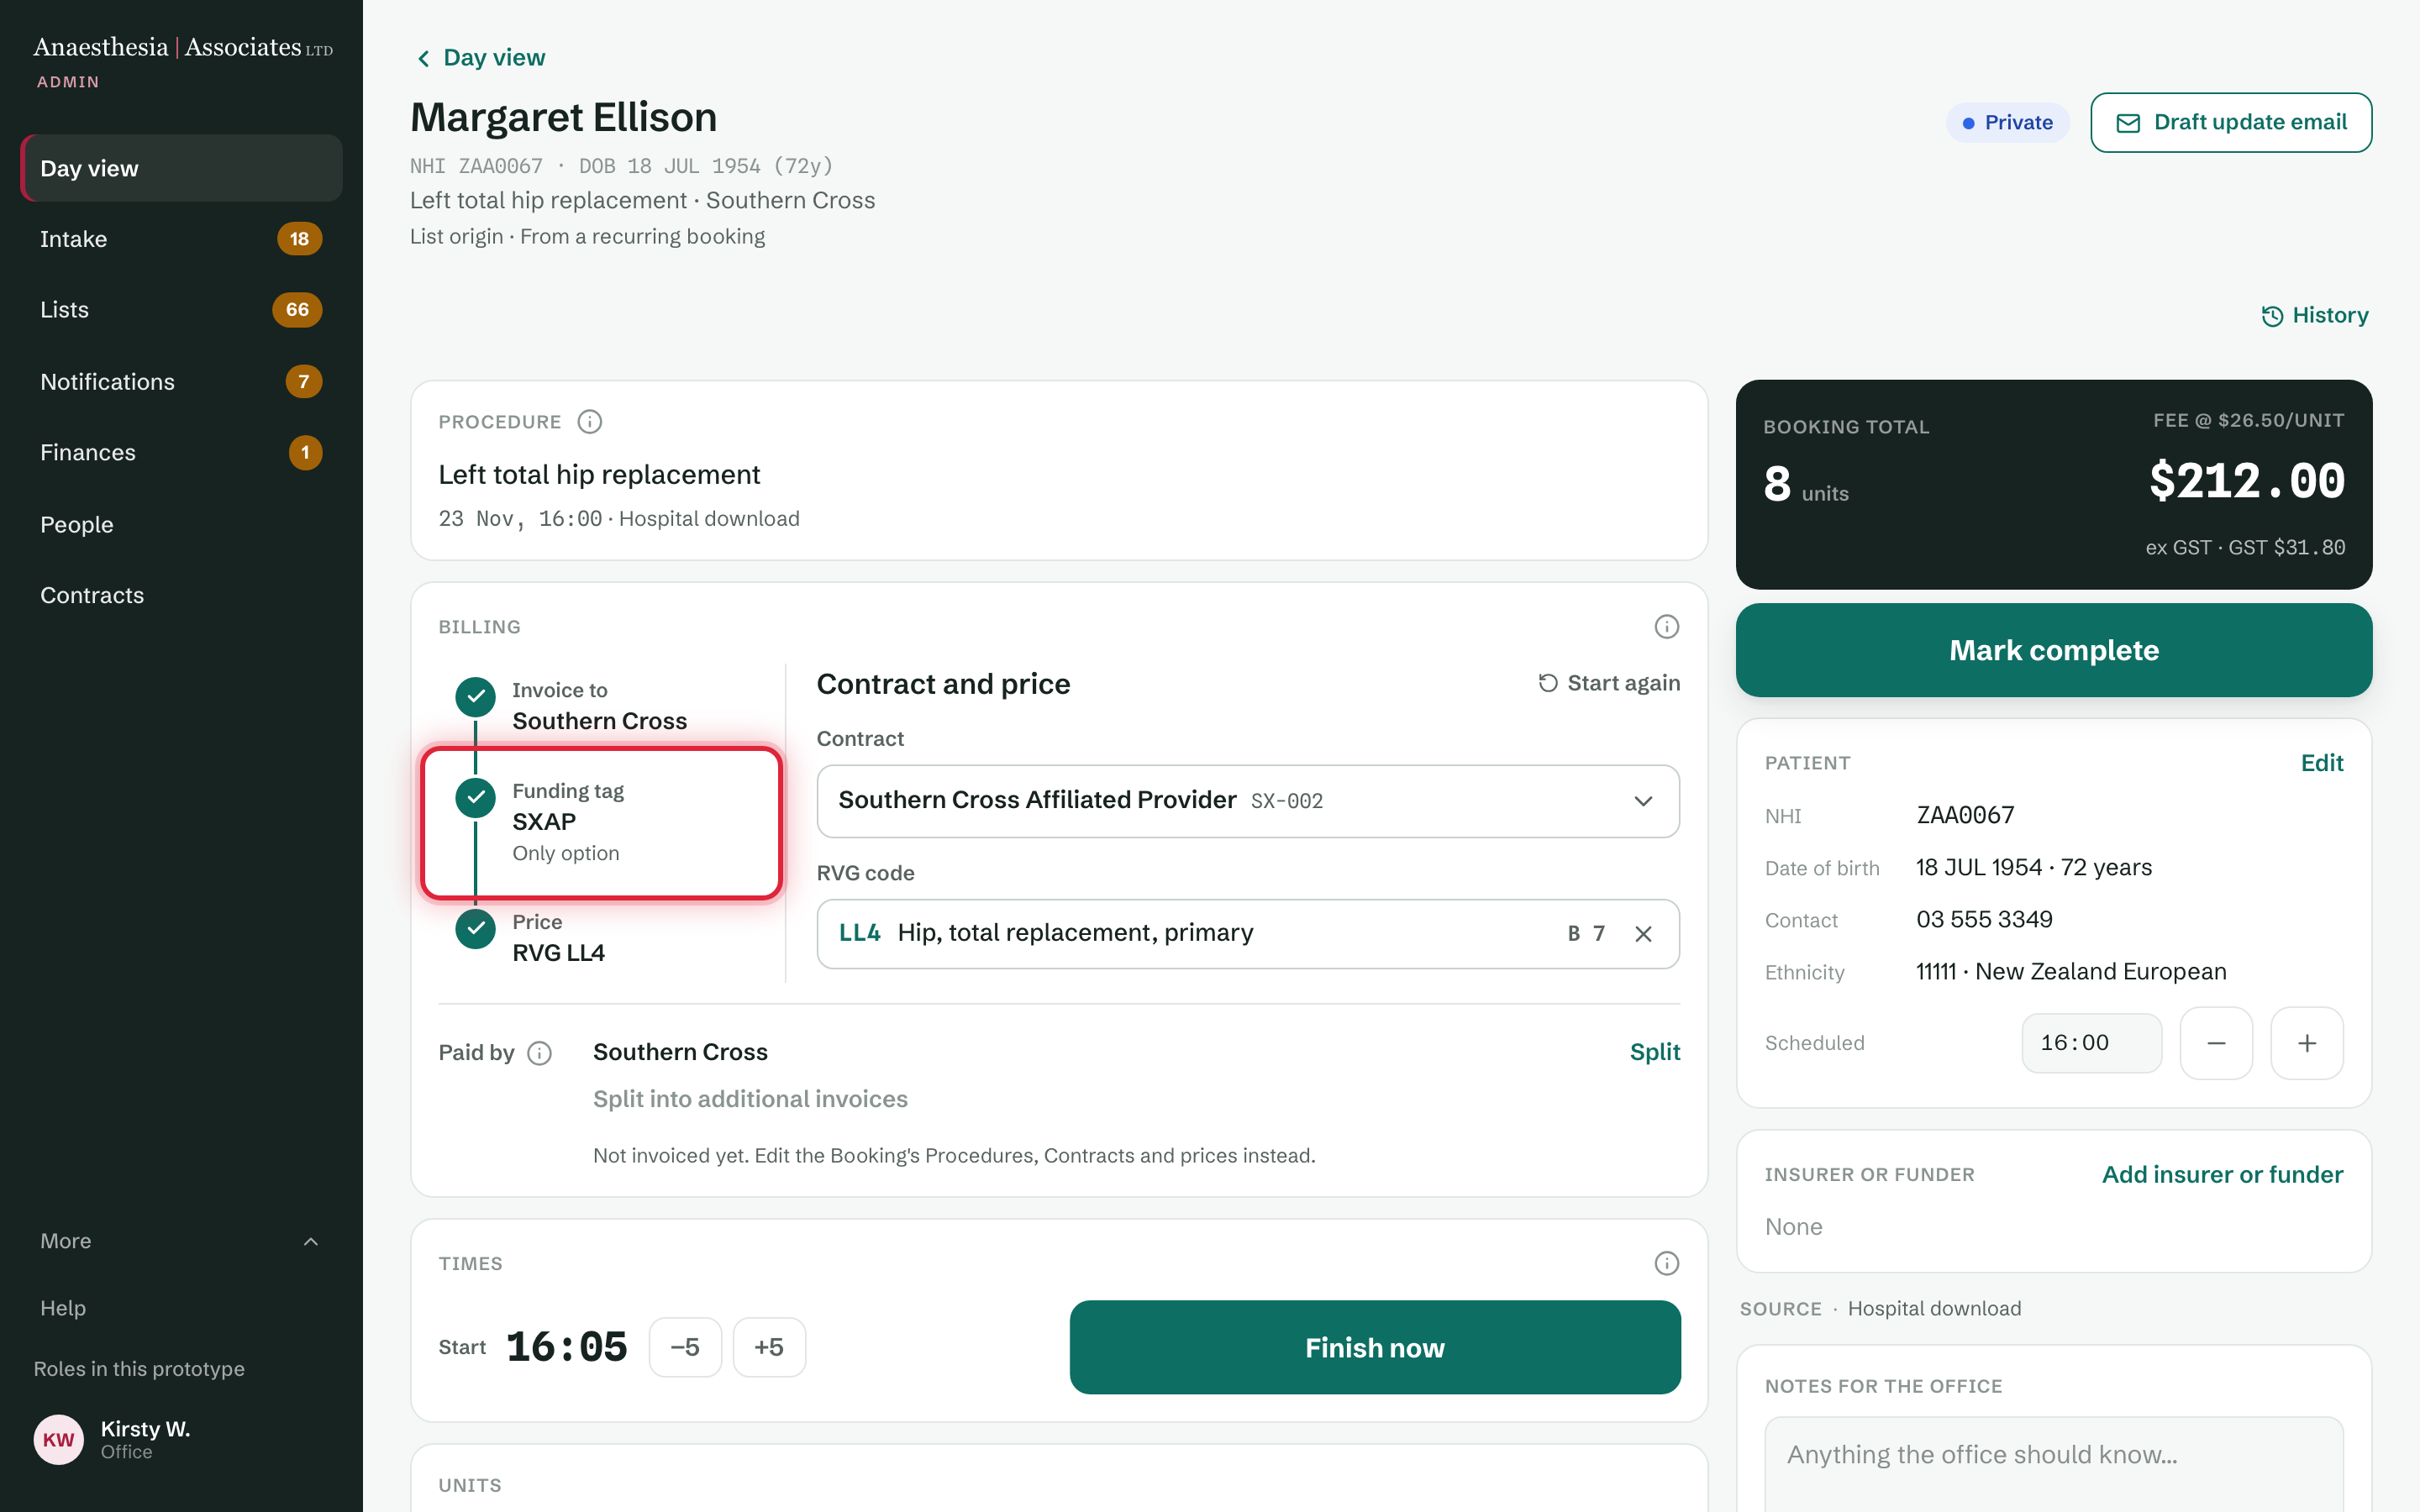 Anaesthesia | Associates LTD
ADMIN
Day view
Intake 18
Lists 66
Notifications 7
Finances 1
People
Contracts
More
Help
Roles in this prototype
KW
Kirsty W.
Office
Day view
Margaret Ellison
NHI ZAA0067 · DOB 18 JUL 1954 (72y)
Left total hip replacement · Southern Cross
List origin · From a recurring booking
Private
Draft update email
History
PROCEDURE
Left total hip replacement
23 Nov, 16:00 · Hospital download
BILLING
Invoice to
Southern Cross
Funding tag
SXAP
Only option
Price
RVG LL4
Contract and price
Start again
Contract
Southern Cross Affiliated Provider SX-002
RVG code
LL4 Hip, total replacement, primary B 7
Paid by Southern Cross Split
Split into additional invoices
Not invoiced yet. Edit the Booking's Procedures, Contracts and prices instead.
TIMES
Start 16:05 −5 +5 Finish now
UNITS
BOOKING TOTAL FEE @ $26.50/UNIT
8 units $212.00
ex GST · GST $31.80
Mark complete
PATIENT Edit
NHI ZAA0067
Date of birth 18 JUL 1954 · 72 years
Contact 03 555 3349
Ethnicity 11111 · New Zealand European
Scheduled 16:00 − +
INSURER OR FUNDER Add insurer or funder
None
SOURCE · Hospital download
NOTES FOR THE OFFICE
Anything the office should know...